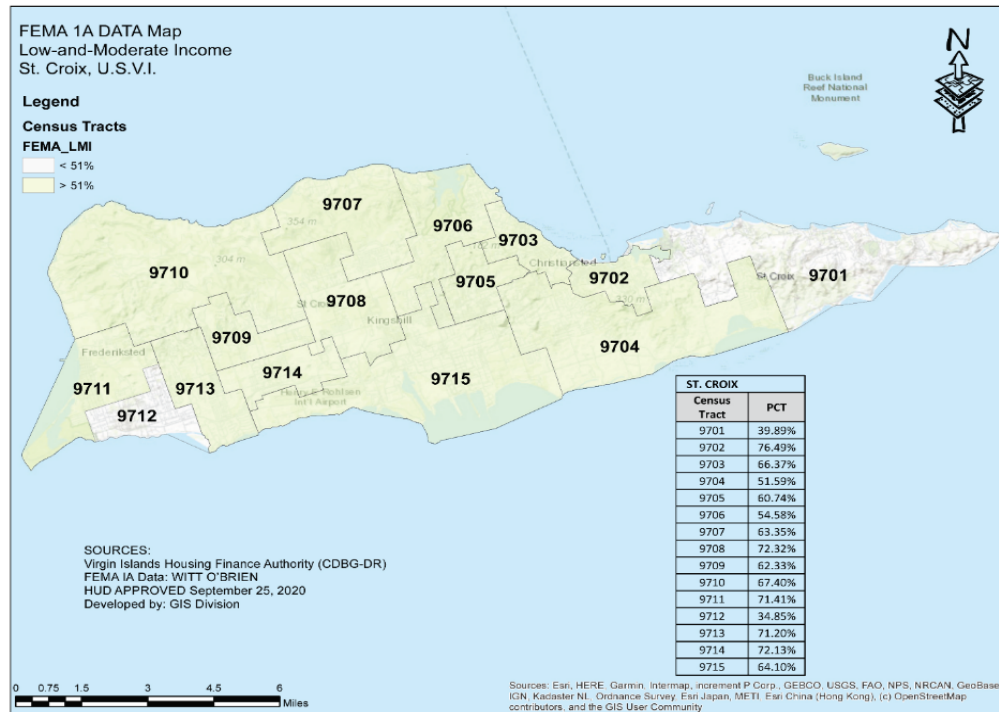 FEMA 1A DATA Map
Low-and-Moderate Income
St. Croix, U.S.V.I.
Legend
Census Tracts
FEMA_LMI
< 51%
> 51%
N
Buck Island
Reef National
Monument
9707
354 m
9706
9703
182 m
Christiansted
9710
304 m
9705
9702
St Croix
9701
9708
330 m
Kingshill
9709
9704
Frederiksted
9714
9715
9711
9713
Henry E Rohlsen
Int'l Airport
9712
ST. CROIX
Census Tract PCT
9701 39.89%
9702 76.49%
9703 66.37%
9704 51.59%
9705 60.74%
9706 54.58%
9707 63.35%
9708 72.32%
9709 62.33%
9710 67.40%
9711 71.41%
9712 34.85%
9713 71.20%
9714 72.13%
9715 64.10%
SOURCES:
Virgin Islands Housing Finance Authority (CDBG-DR)
FEMA IA Data: WITT O'BRIEN
HUD APPROVED September 25, 2020
Developed by: GIS Division
0 0.75 1.5 3 4.5 6
Miles
Sources: Esri, HERE, Garmin, Intermap, increment P Corp., GEBCO, USGS, FAO, NPS, NRCAN, GeoBase,
IGN, Kadaster NL, Ordnance Survey, Esri Japan, METI, Esri China (Hong Kong), (c) OpenStreetMap
contributors, and the GIS User Community